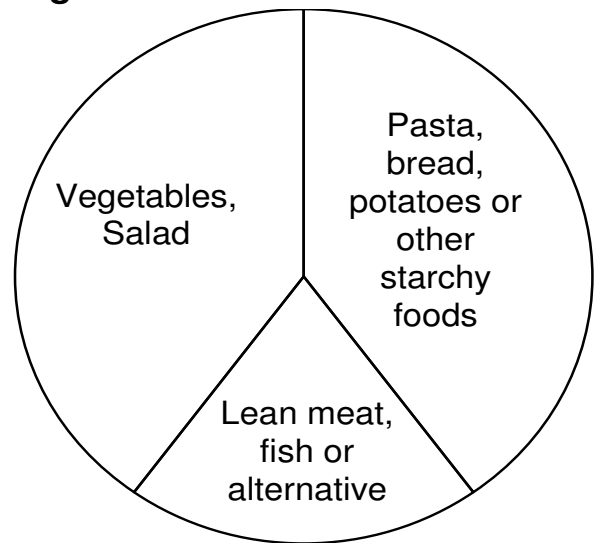 Vegetables,
Salad
Pasta,
bread,
potatoes or
other
starchy
foods
Lean meat,
fish or
alternative